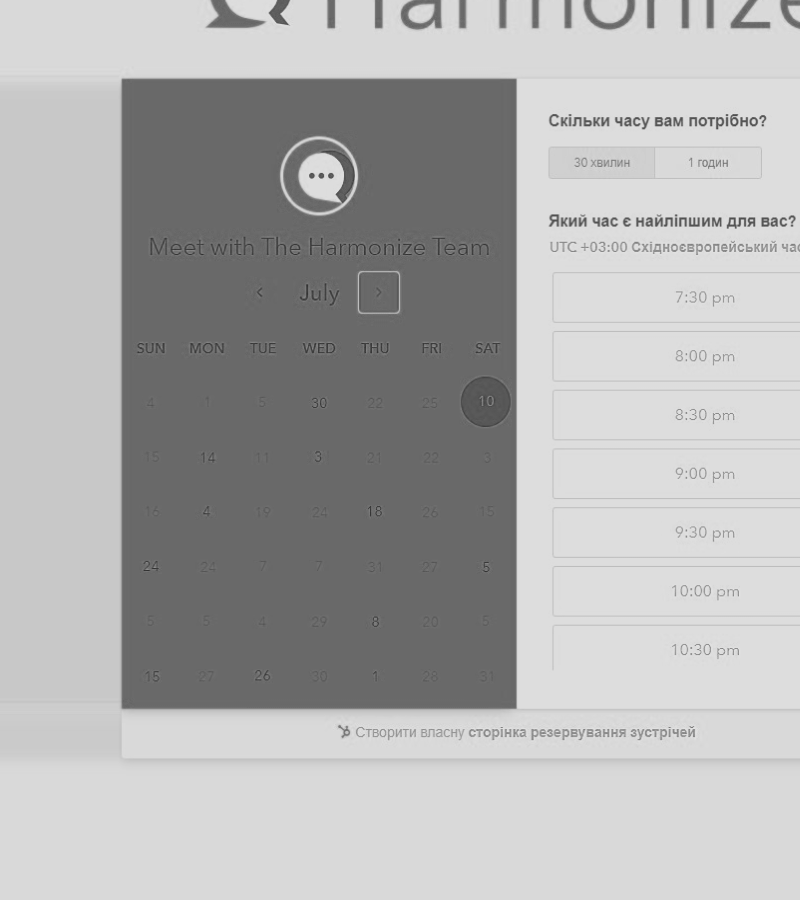 Harmonize
Meet with The Harmonize Team
July
SUN MON TUE WED THU FRI SAT
4 1 5 30 22 25 10
15 14 11 3 21 22 3
16 4 19 24 18 26 15
24 24 7 7 31 27 5
5 5 4 29 8 20 5
15 27 26 30 1 28 31
Скільки часу вам потрібно?
30 хвилин 1 годин
Який час є найліпшим для вас?
UTC +03:00 Східноєвропейський час
7:30 pm
8:00 pm
8:30 pm
9:00 pm
9:30 pm
10:00 pm
10:30 pm
Створити власну сторінка резервування зустрічей